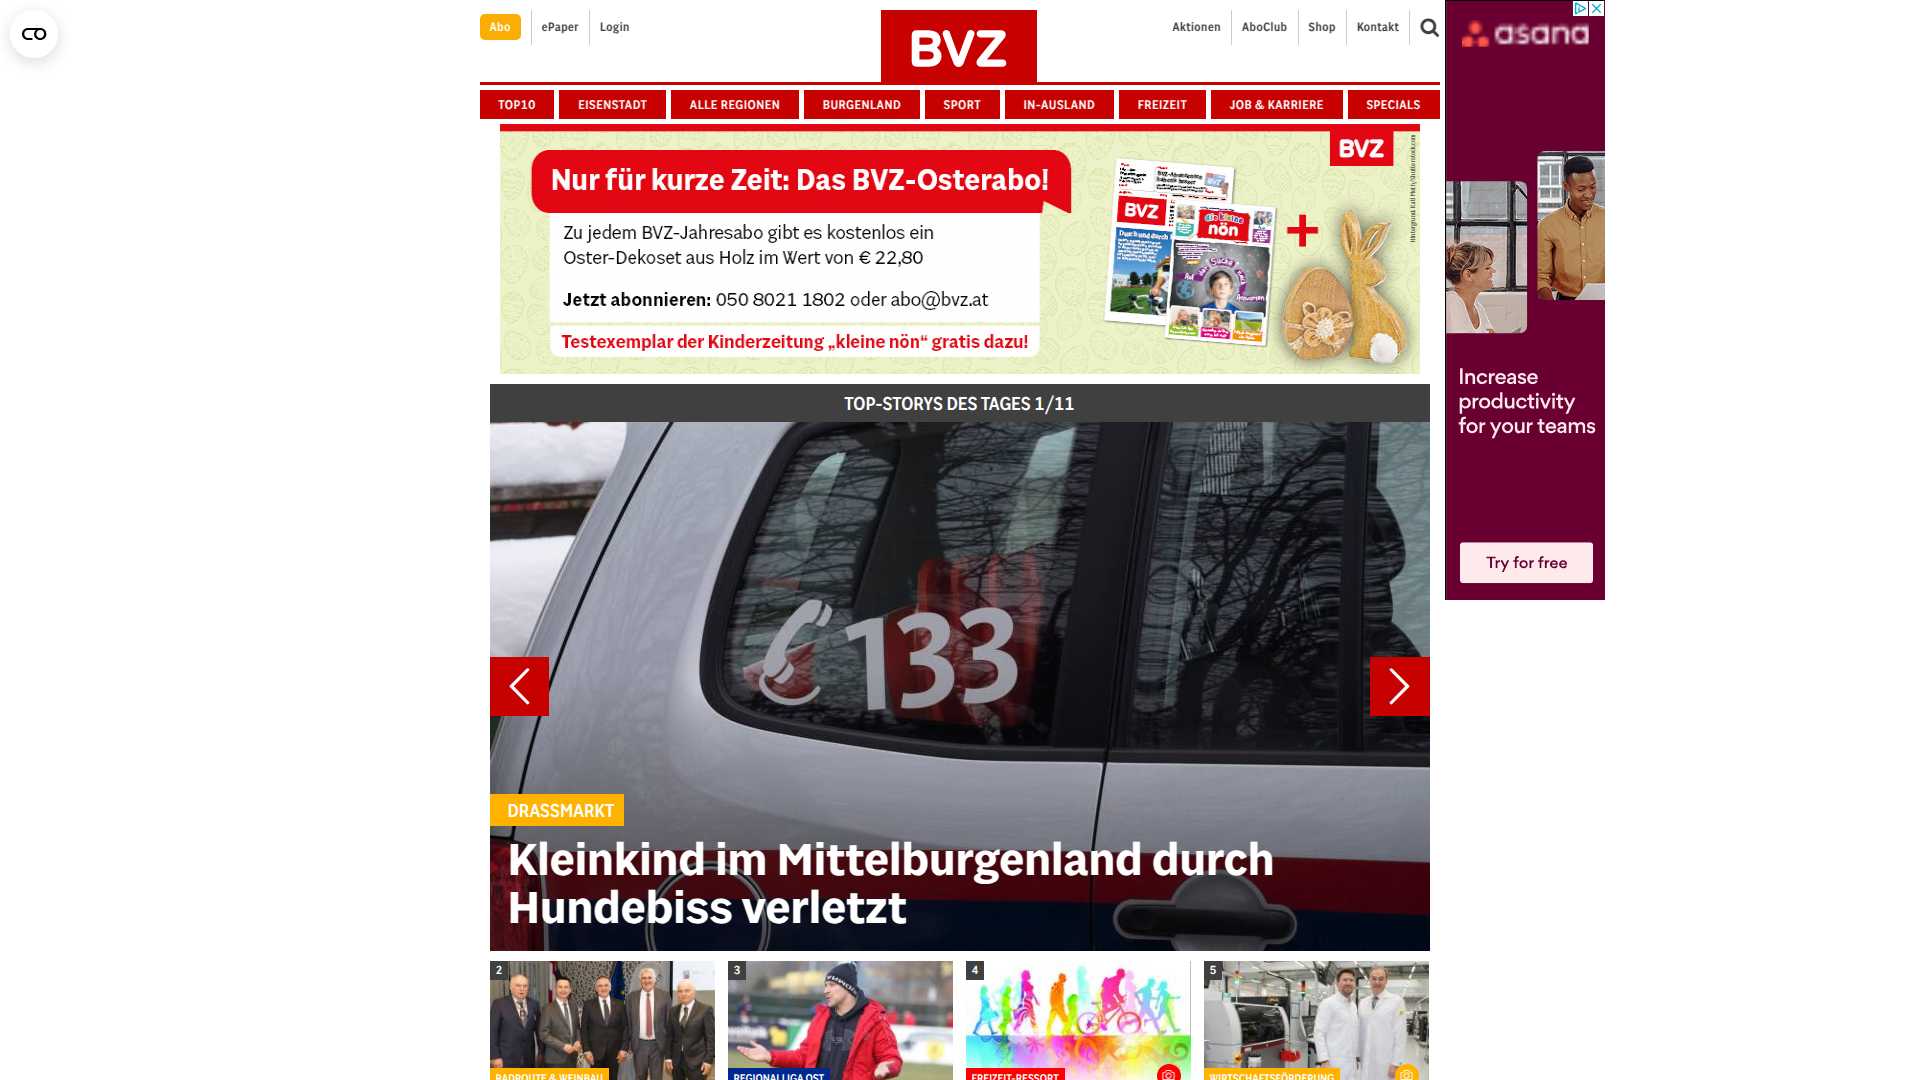 Abo
ePaper
Login
BVZ
Aktionen
AboClub
Shop
Kontakt
TOP10
EISENSTADT
ALLE REGIONEN
BURGENLAND
SPORT
IN-AUSLAND
FREIZEIT
JOB & KARRIERE
SPECIALS
asana
Increase
productivity
for your teams
Try for free
BVZ
Nur für kurze Zeit: Das BVZ-Osterabo!
Zu jedem BVZ-Jahresabo gibt es kostenlos ein
Oster-Dekoset aus Holz im Wert von € 22,80
Jetzt abonnieren: 050 8021 1802 oder abo@bvz.at
Testexemplar der Kinderzeitung „kleine nön“ gratis dazu!
BVZ
die kleine
nön
+
TOP-STORYS DES TAGES 1/11
133
DRASSMARKT
Kleinkind im Mittelburgenland durch
Hundebiss verletzt
2
3
4
5
RADROUTE & WEINBAU
REGIONALLIGA OST
FREIZEIT-RESSORT
WIRTSCHAFTSFÖRDERUNG